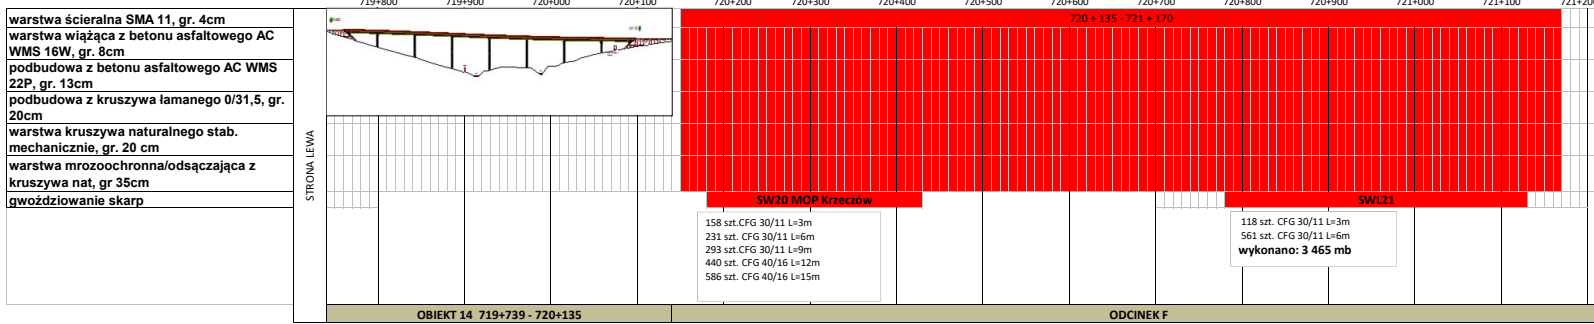 719+800 719+900 720+000 720+100 720+200 720+300 720+400 720+500 720+600 720+700 720+800 720+900 721+000 721+100 721+200
warstwa ścieralna SMA 11, gr. 4cm
720 + 135 - 721 + 170
warstwa wiążąca z betonu asfaltowego AC
WMS 16W, gr. 8cm
podbudowa z betonu asfaltowego AC WMS
22P, gr. 13cm
podbudowa z kruszywa łamanego 0/31,5, gr.
20cm
warstwa kruszywa naturalnego stab.
mechanicznie, gr. 20 cm
warstwa mrozoochronna/odsączająca z
kruszywa nat, gr 35cm
gwoździowanie skarp
STRONA LEWA
SW20 MOP Krzeczów
SWL21
158 szt.CFG 30/11 L=3m
231 szt. CFG 30/11 L=6m
293 szt.CFG 30/11 L=9m
440 szt. CFG 40/16 L=12m
586 szt. CFG 40/16 L=15m
118 szt. CFG 30/11 L=3m
561 szt. CFG 30/11 L=6m
wykonano: 3 465 mb
OBIEKT 14 719+739 - 720+135
ODCINEK F